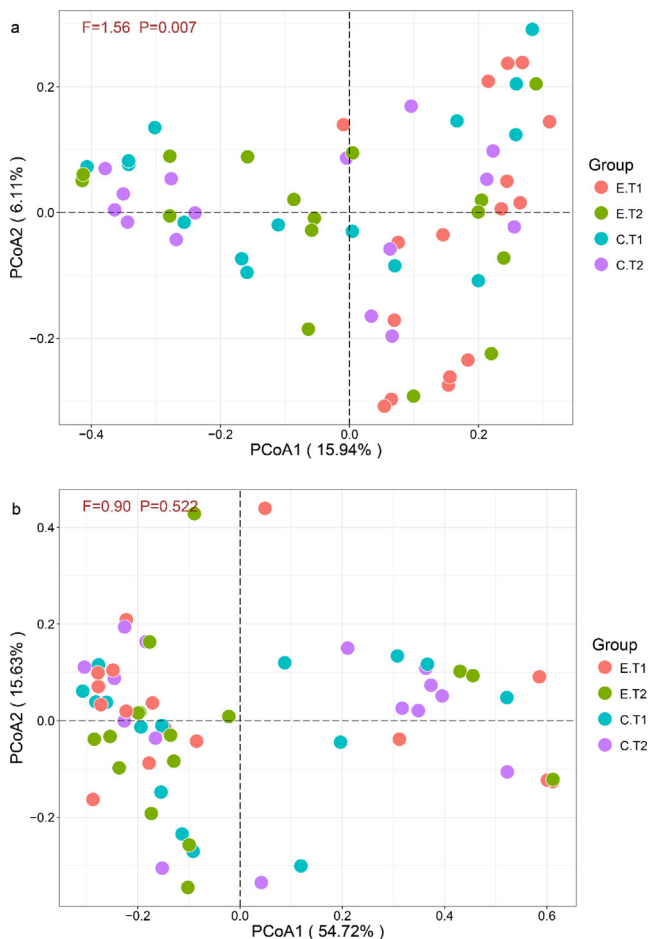 a
F=1.56 P=0.007
0.2
0.0
−0.2
PCoA2 ( 6.11% )
−0.4
−0.2
0.0
0.2
PCoA1 ( 15.94% )
Group
E.T1
E.T2
C.T1
C.T2
b
F=0.90 P=0.522
0.4
0.2
0.0
−0.2
PCoA2 ( 15.63% )
−0.2
0.0
0.2
0.4
0.6
PCoA1 ( 54.72% )
Group
E.T1
E.T2
C.T1
C.T2